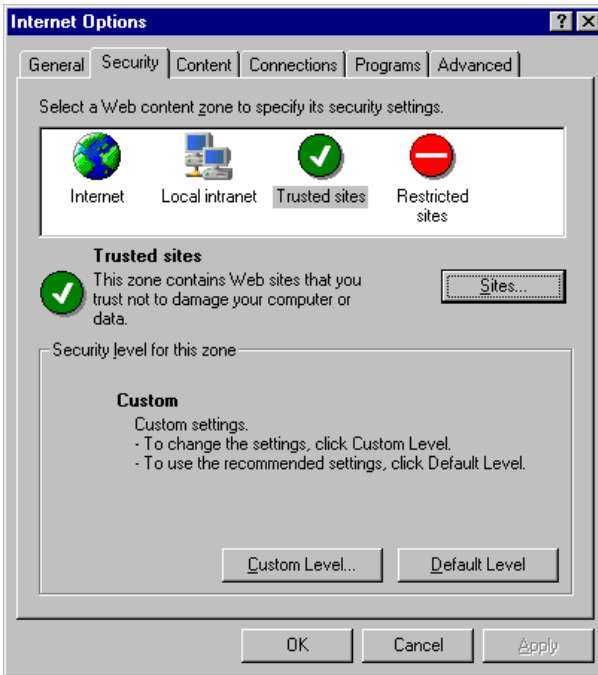 Internet Options
General Security Content Connections Programs Advanced
Select a Web content zone to specify its security settings.
Internet Local intranet Trusted sites Restricted
sites
Trusted sites
This zone contains Web sites that you
trust not to damage your computer or
data.
Sites...
Security level for this zone
Custom
Custom settings.
- To change the settings, click Custom Level.
- To use the recommended settings, click Default Level.
Custom Level... Default Level
OK Cancel Apply